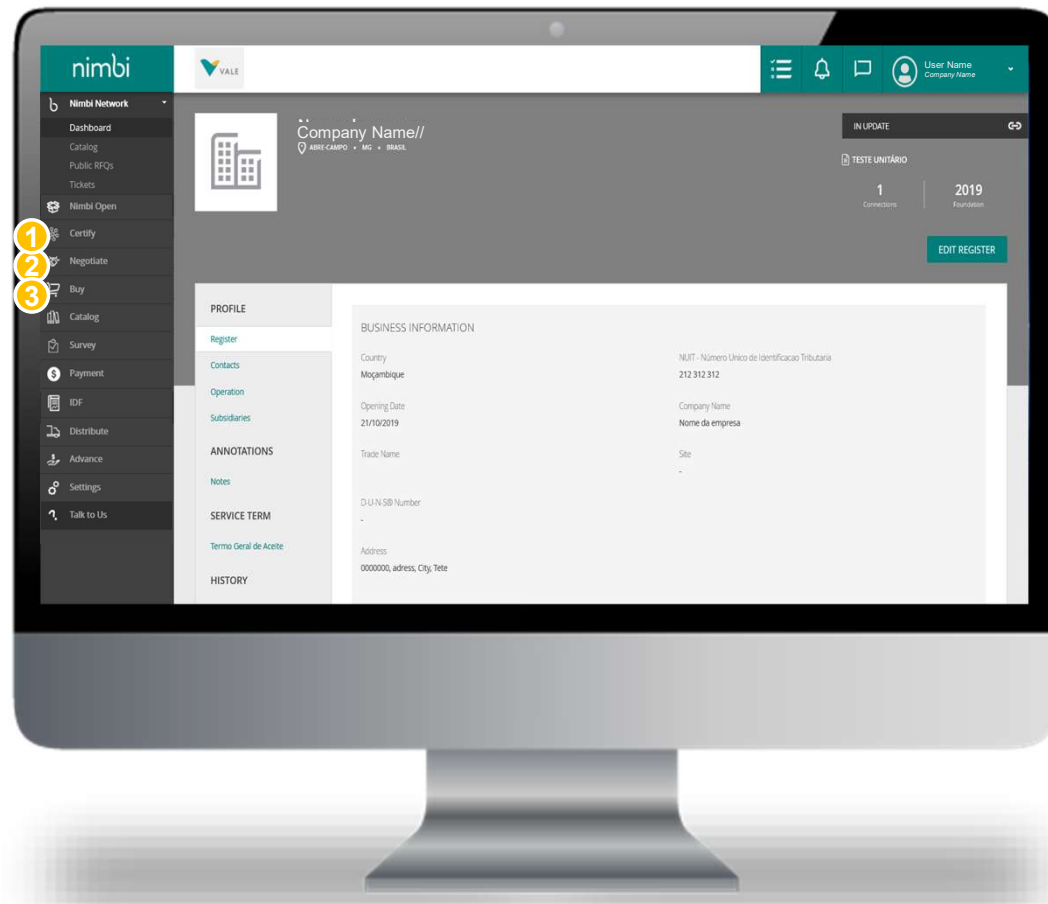 nimbi
VALE
User Name
Company Name
Nimbi Network
Dashboard
Catalog
Public RFQs
Tickets
Nimbi Open
1
Certify
2
Negotiate
3
Buy
Catalog
Survey
Payment
IDF
Distribute
Advance
Settings
Talk to Us
Company Name//
ABRE-CAMPO • MG • BRASIL
IN UPDATE
TESTE UNITÁRIO
1
Connections
2019
Foundation
EDIT REGISTER
PROFILE
Register
Contacts
Operation
Subsidiaries
ANNOTATIONS
Notes
SERVICE TERM
Termo Geral de Aceite
HISTORY
BUSINESS INFORMATION
Country
Moçambique
NUIT - Número Unico de Identificacao Tributaria
212 312 312
Opening Date
21/10/2019
Company Name
Nome da empresa
Trade Name
Site
-
D-U-N-S® Number
-
Address
0000000, adress, City, Tete